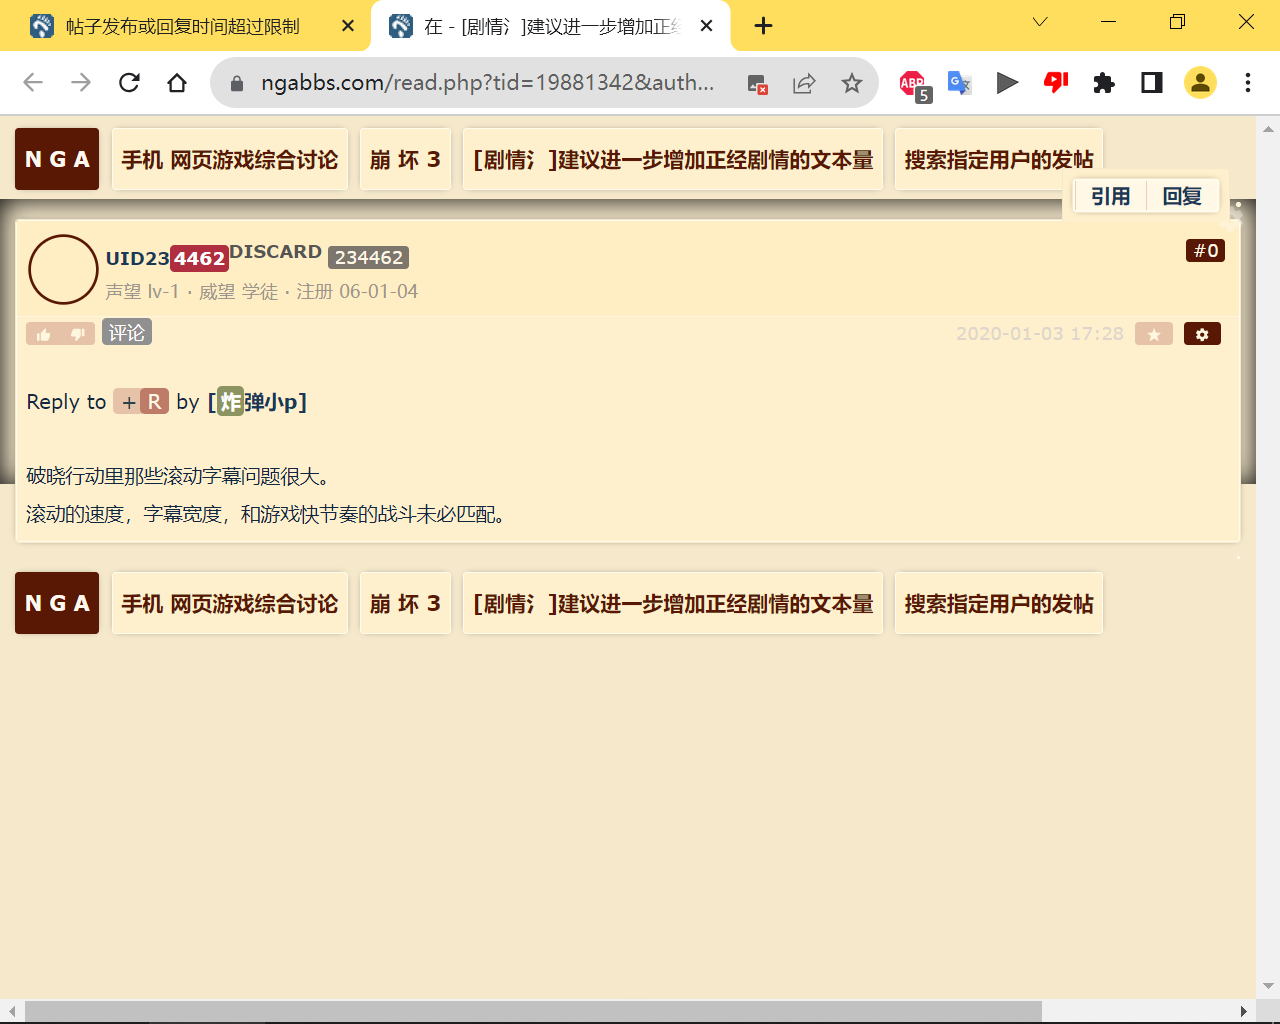 帖子发布或回复时间超过限制
在 - [剧情氵]建议进一步增加正经
ngabbs.com/read.php?tid=19881342&auth...
ABP
5
N G A
手机 网页游戏综合讨论
崩 坏 3
[剧情氵]建议进一步增加正经剧情的文本量
搜索指定用户的发帖
引用
回复
UID234462DISCARD 234462
#0
声望 lv-1 · 威望 学徒 · 注册 06-01-04
评论
2020-01-03 17:28
Reply to +R by [炸弹小p]
破晓行动里那些滚动字幕问题很大。
滚动的速度，字幕宽度，和游戏快节奏的战斗未必匹配。
N G A
手机 网页游戏综合讨论
崩 坏 3
[剧情氵]建议进一步增加正经剧情的文本量
搜索指定用户的发帖